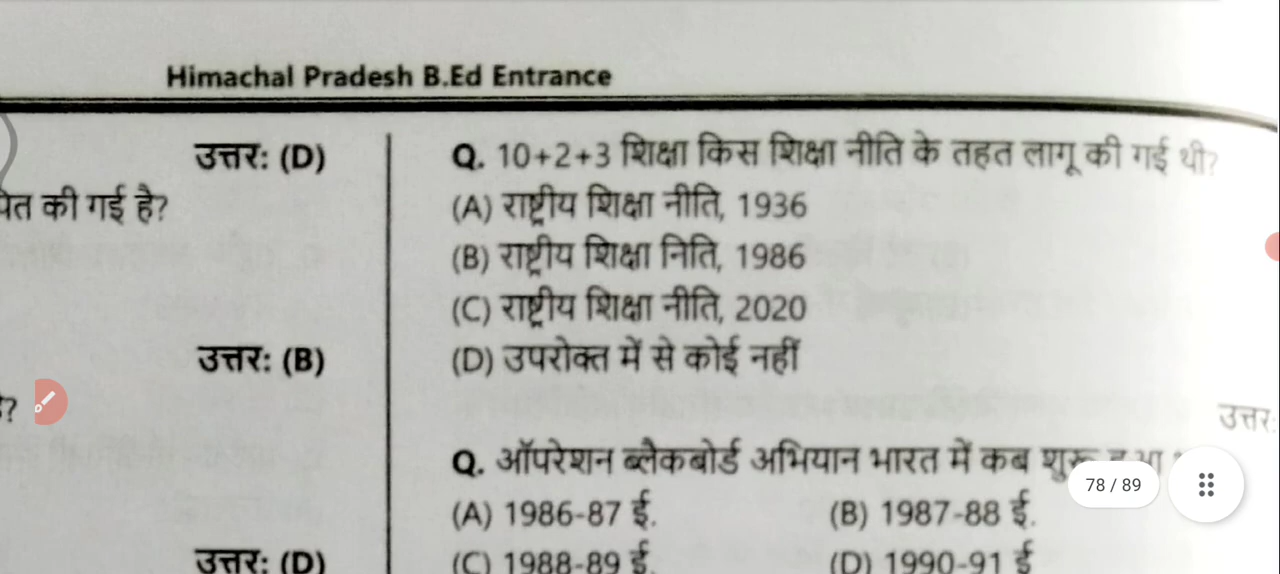 Himachal Pradesh B.Ed Entrance
उत्तर: (D)
की गई है?
उत्तर: (B)
?
उत्तर: (D)
Q. 10+2+3 शिक्षा किस शिक्षा नीति के तहत लागू की गई थी?
(A) राष्ट्रीय शिक्षा नीति, 1936
(B) राष्ट्रीय शिक्षा निति, 1986
(C) राष्ट्रीय शिक्षा नीति, 2020
(D) उपरोक्त में से कोई नहीं
उत्तर:
Q. ऑपरेशन ब्लैकबोर्ड अभियान भारत में कब
(A) 1986-87 ई. (B) 1987-88 ई.
(C) 1988-89 ई. (D) 1990-91 ई
78 / 89